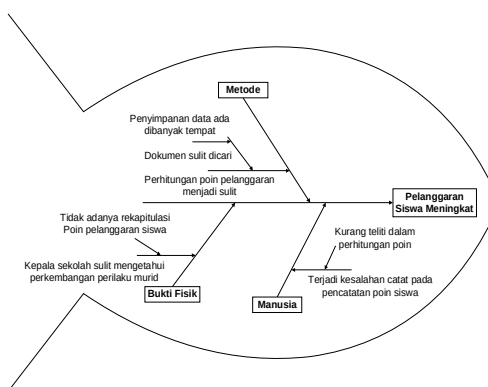 Metode
Penyimpanan data ada
dibanyak tempat
Dokumen sulit dicari
Perhitungan poin pelanggaran
menjadi sulit
Pelanggaran
Siswa Meningkat
Tidak adanya rekapitulasi
Poin pelanggaran siswa
Kepala sekolah sulit mengetahui
perkembangan perilaku murid
Bukti Fisik
Kurang teliti dalam
perhitungan poin
Terjadi kesalahan catat pada
pencatatan poin siswa
Manusia